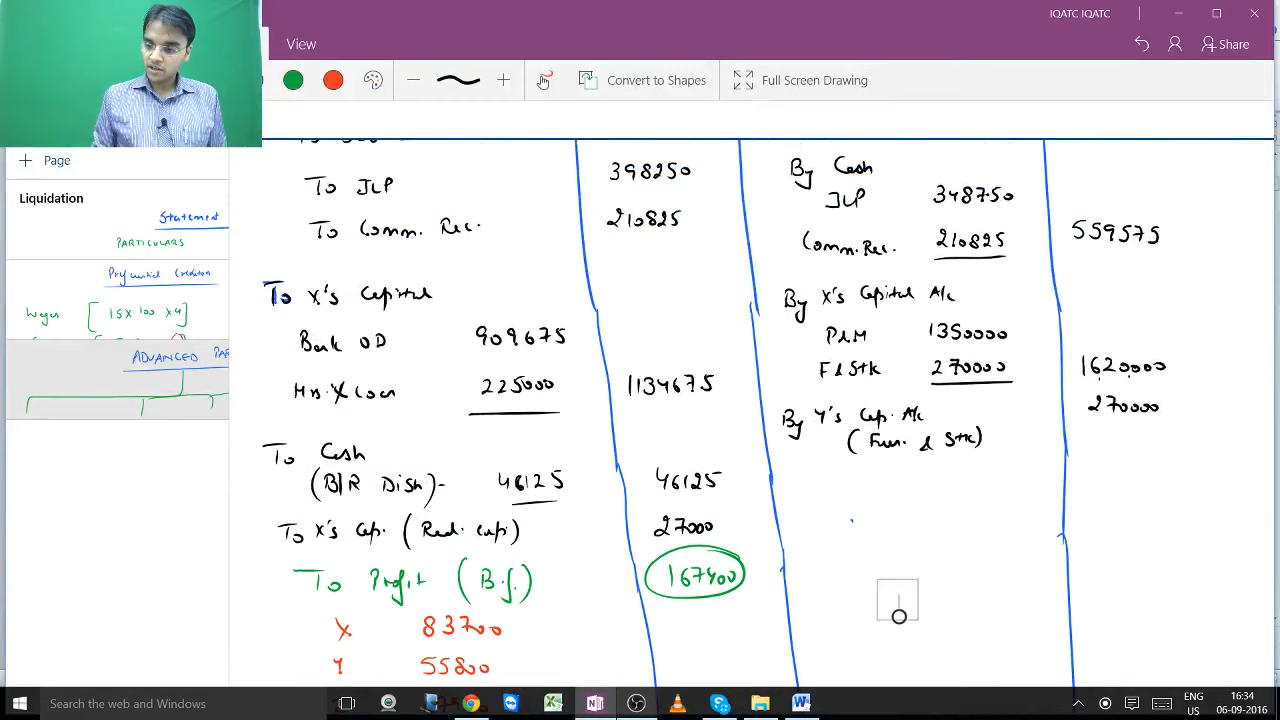 IQATC IQATC
View
Share
Convert to Shapes
Full Screen Drawing
Page
Liquidation
Statement
PARTICULARS
Wages [15 x 100 x 4]
ADVANCED PAR
To JLP 398250
To Comm. Rec. 210825
To X's Capital
Bank OD 909675
Mrs. X Loan 225000 1134675
To Cash
(B/R Dish)- 46125 46125
To X's Cap. (Real. Exp.) 27000
To Profit (B.f.) 167400
X 83700
Y 55800
By Cash
JLP 348750
Comm. Rec. 210825 559575
By X's Capital A/c
P&M 1350000
F & Stk 270000 1620000
By Y's Cap. A/c 270000
(Furn. & Stk)
Search the web and Windows
ENG
US
16:34
06-09-2016